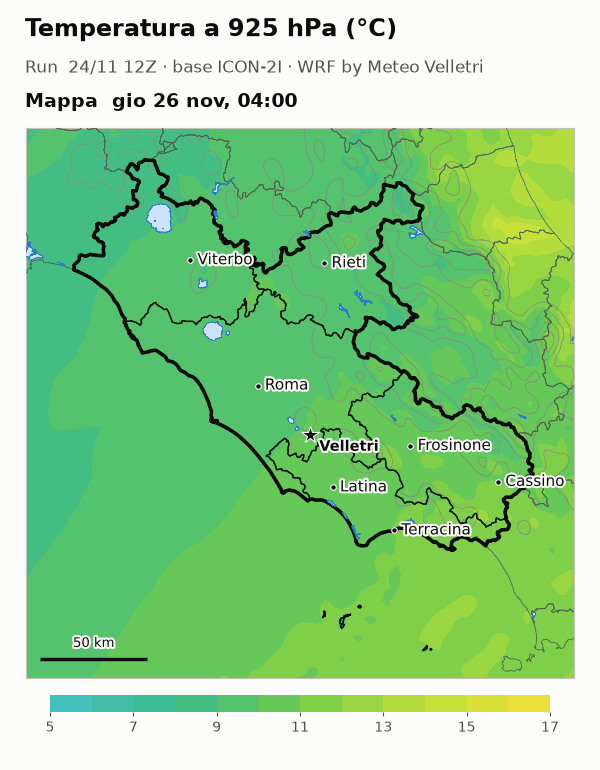 Temperatura a 925 hPa (°C)
Run  24/11 12Z · base ICON-2I · WRF by Meteo Velletri
Mappa  gio 26 nov, 04:00
Viterbo
Rieti
Roma
Velletri
Frosinone
Latina
Cassino
Terracina
50 km
5 7 9 11 13 15 17